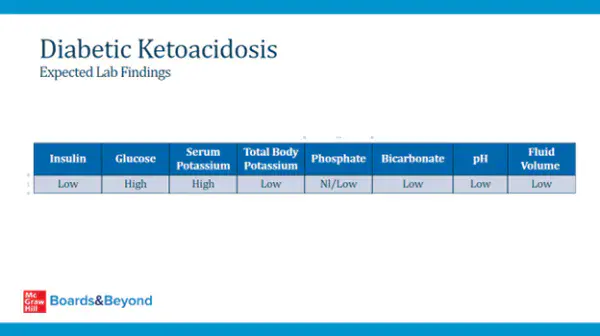 Diabetic Ketoacidosis
Expected Lab Findings
Insulin Glucose Serum Potassium Total Body Potassium Phosphate Bicarbonate pH Fluid Volume
Low High High Low Nl/Low Low Low Low
Mc Graw Hill Boards&Beyond